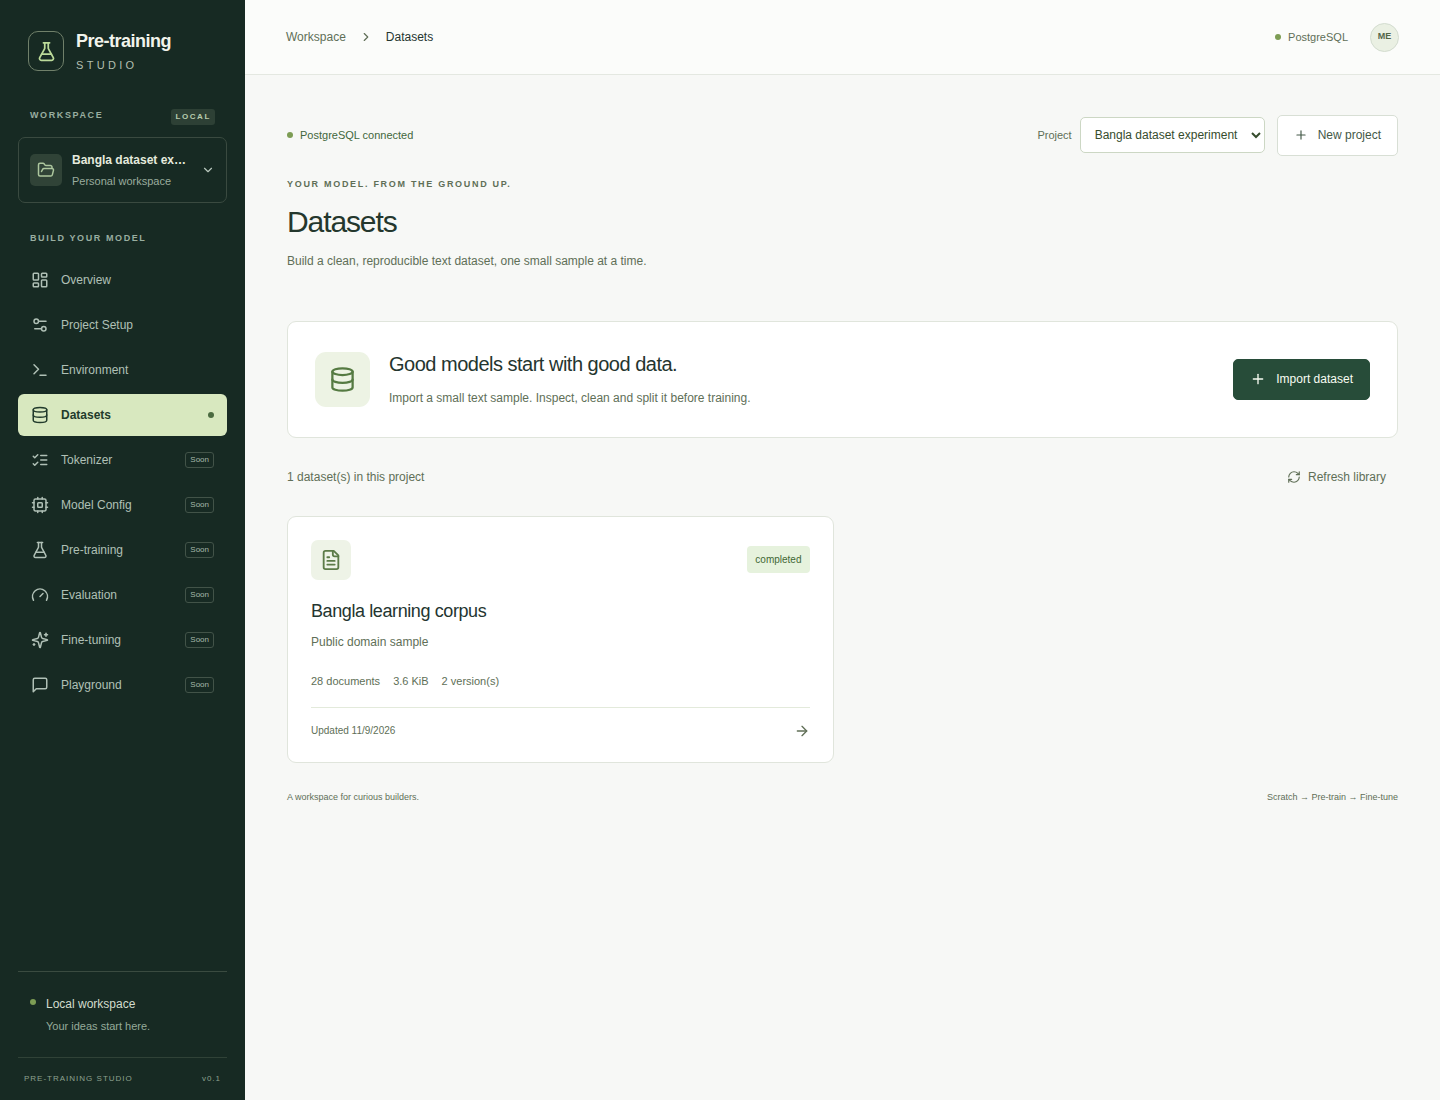 Pre-training
STUDIO
WORKSPACE LOCAL
Bangla dataset ex...
Personal workspace
BUILD YOUR MODEL
Overview
Project Setup
Environment
Datasets
Tokenizer Soon
Model Config Soon
Pre-training Soon
Evaluation Soon
Fine-tuning Soon
Playground Soon
Local workspace
Your ideas start here.
PRE-TRAINING STUDIO v0.1
Workspace > Datasets
PostgreSQL ME
PostgreSQL connected
Project Bangla dataset experiment + New project
YOUR MODEL. FROM THE GROUND UP.
Datasets
Build a clean, reproducible text dataset, one small sample at a time.
Good models start with good data.
Import a small text sample. Inspect, clean and split it before training.
+ Import dataset
1 dataset(s) in this project
Refresh library
completed
Bangla learning corpus
Public domain sample
28 documents 3.6 KiB 2 version(s)
Updated 11/9/2026
A workspace for curious builders.
Scratch → Pre-train → Fine-tune